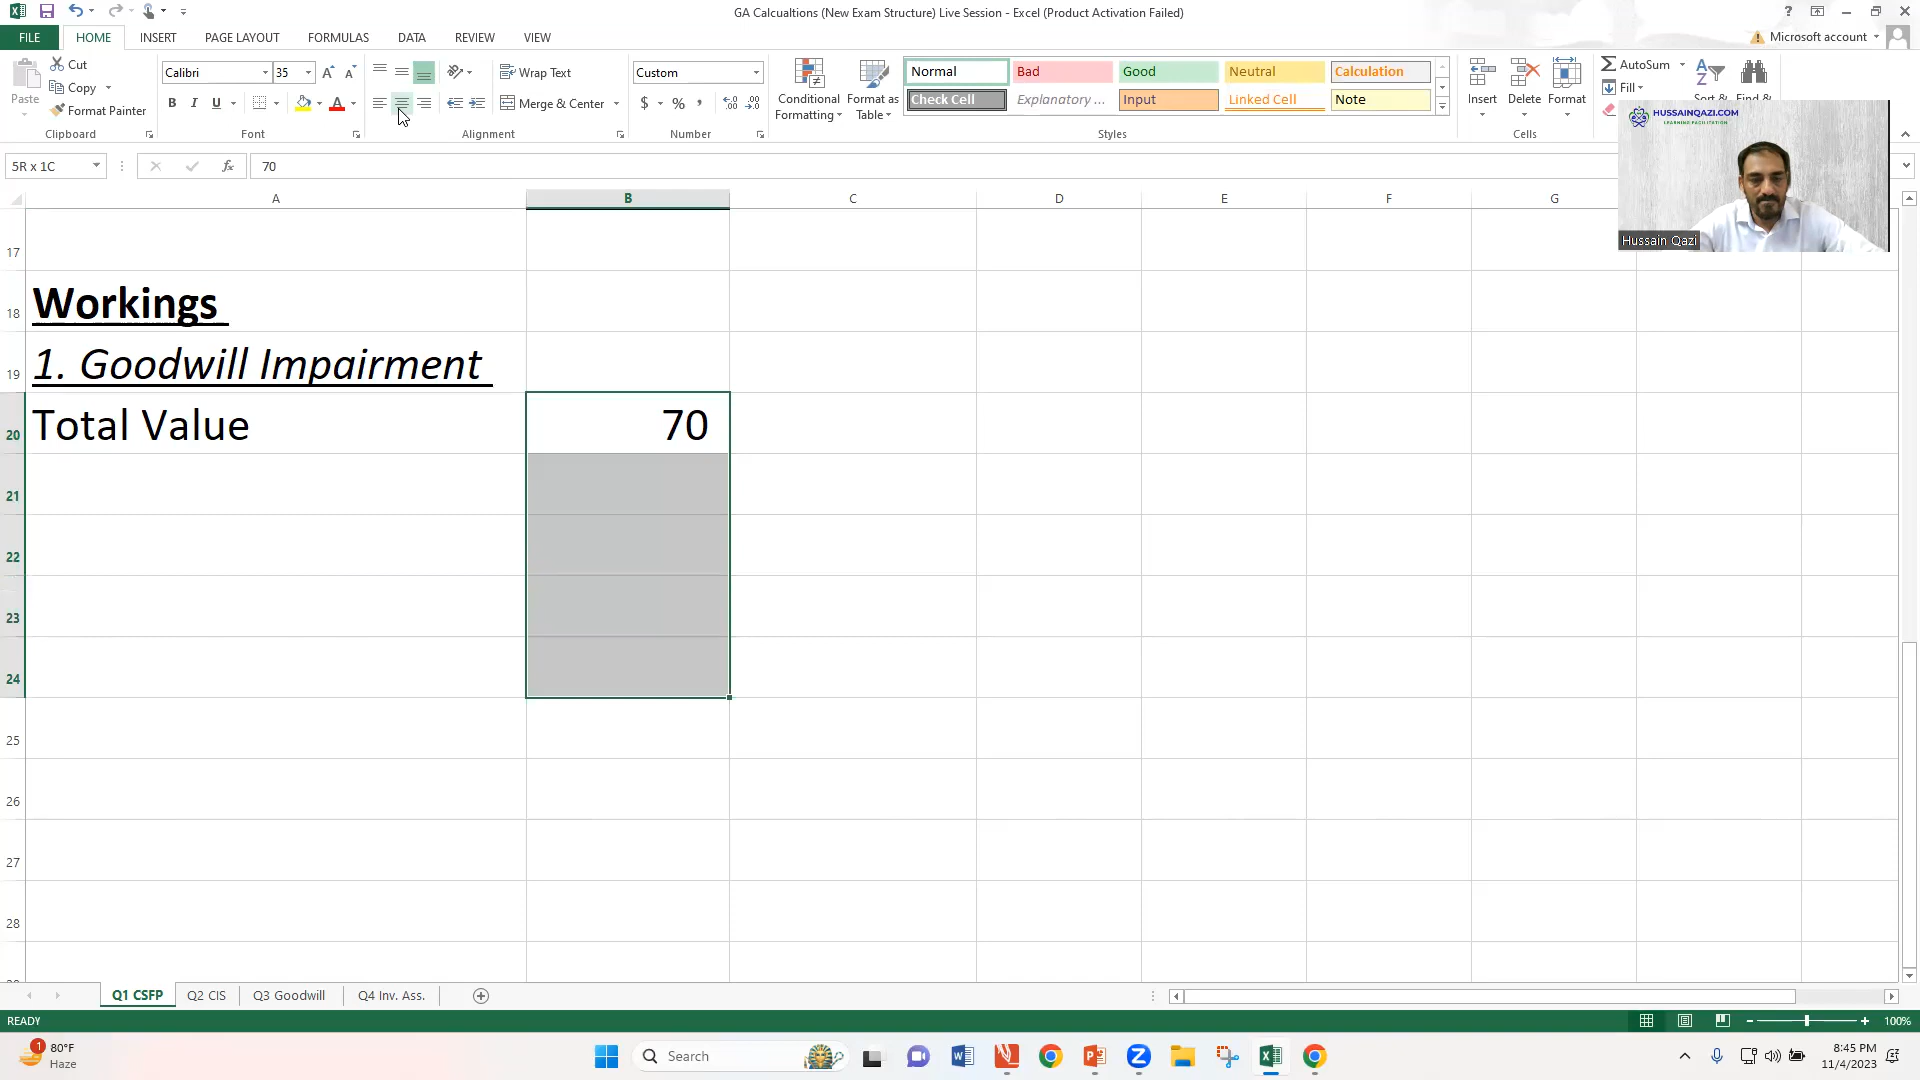 GA Calcualtions (New Exam Structure) Live Session - Excel (Product Activation Failed)
FILE HOME INSERT PAGE LAYOUT FORMULAS DATA REVIEW VIEW
Microsoft account
Paste
Cut
Copy
Format Painter
Clipboard
Calibri 35
B I U
Font
Wrap Text
Merge & Center
Alignment
Custom
$ %
Number
Conditional Formatting
Format as Table
Normal Bad Good Neutral Calculation
Check Cell Explanatory ... Input Linked Cell Note
Styles
Insert Delete Format
Cells
AutoSum
Fill
HUSSAINQAZI.COM
LEARNING FACILITATION
Hussain Qazi
5R x 1C
fx
70
A B C D E F G
17
18 Workings
19 1. Goodwill Impairment
20 Total Value 70
21
22
23
24
25
26
27
28
Q1 CSFP Q2 CIS Q3 Goodwill Q4 Inv. Ass.
READY
100%
1
80°F
Haze
Search
8:45 PM
11/4/2023